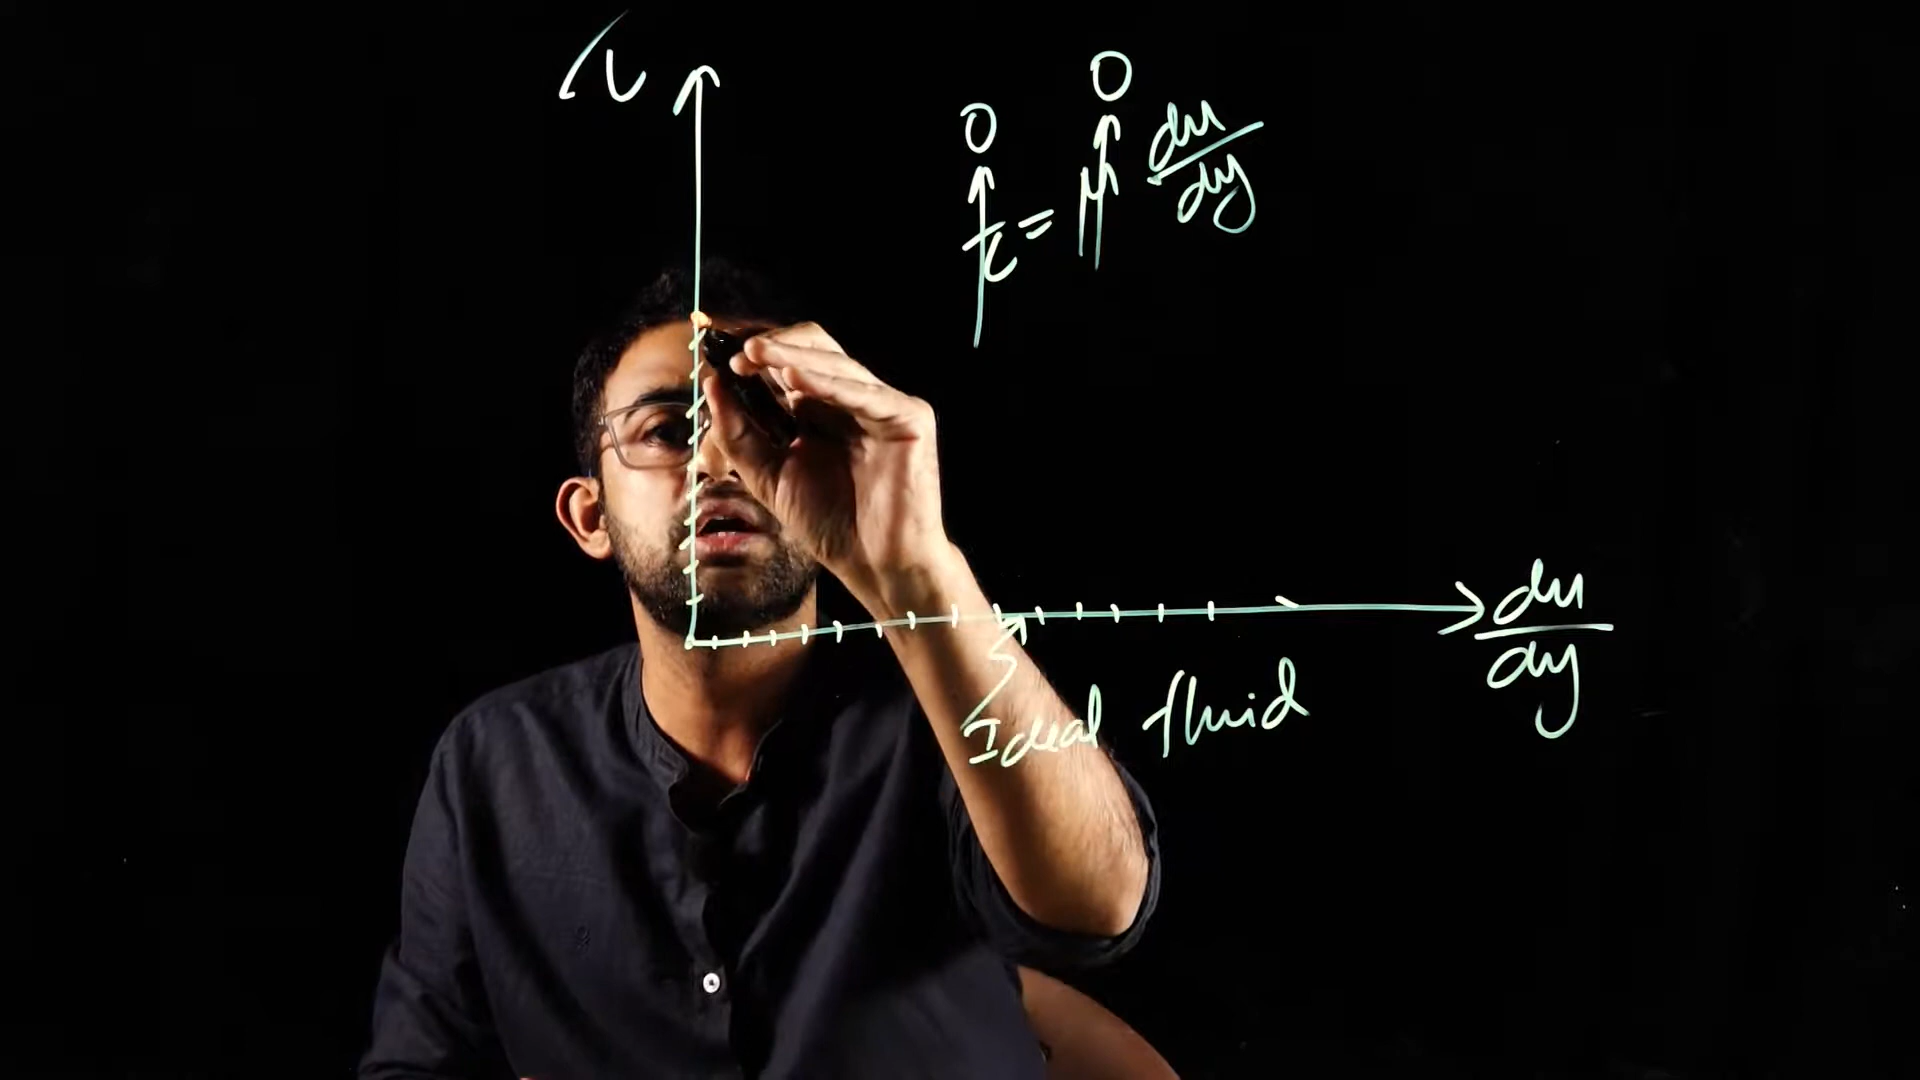 τ
0 0
τ = μ du/dy
du/dy
Ideal fluid